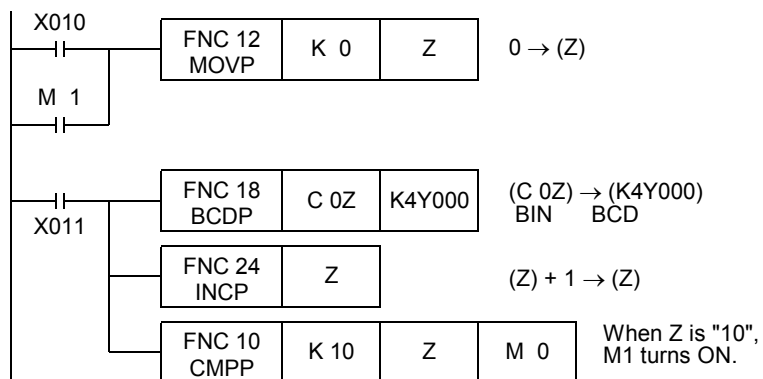 X010
FNC 12
MOVP
K 0
Z
0 → (Z)
M 1
X011
FNC 18
BCDP
C 0Z
K4Y000
(C 0Z) → (K4Y000)
BIN BCD
FNC 24
INCP
Z
(Z) + 1 → (Z)
FNC 10
CMPP
K 10
Z
M 0
When Z is "10",
M1 turns ON.